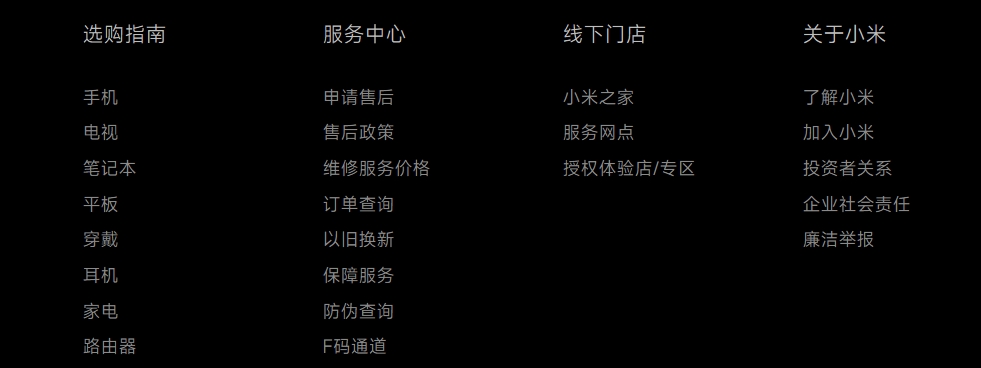 选购指南
手机
电视
笔记本
平板
穿戴
耳机
家电
路由器
服务中心
申请售后
售后政策
维修服务价格
订单查询
以旧换新
保障服务
防伪查询
F码通道
线下门店
小米之家
服务网点
授权体验店/专区
关于小米
了解小米
加入小米
投资者关系
企业社会责任
廉洁举报